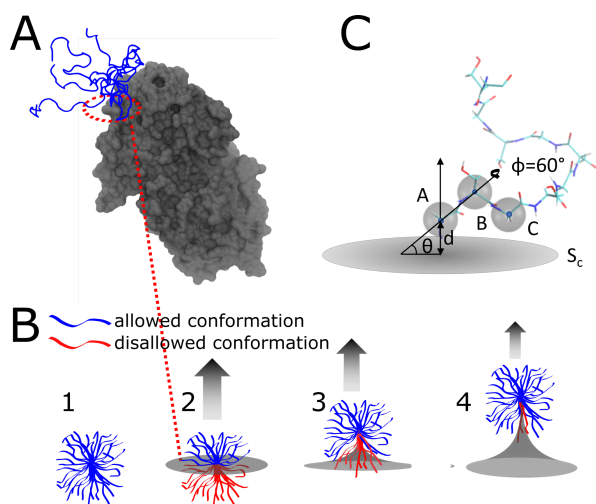 A
C
ϕ=60°
A
B
C
d
θ
Sc
B
allowed conformation
disallowed conformation
1
2
3
4